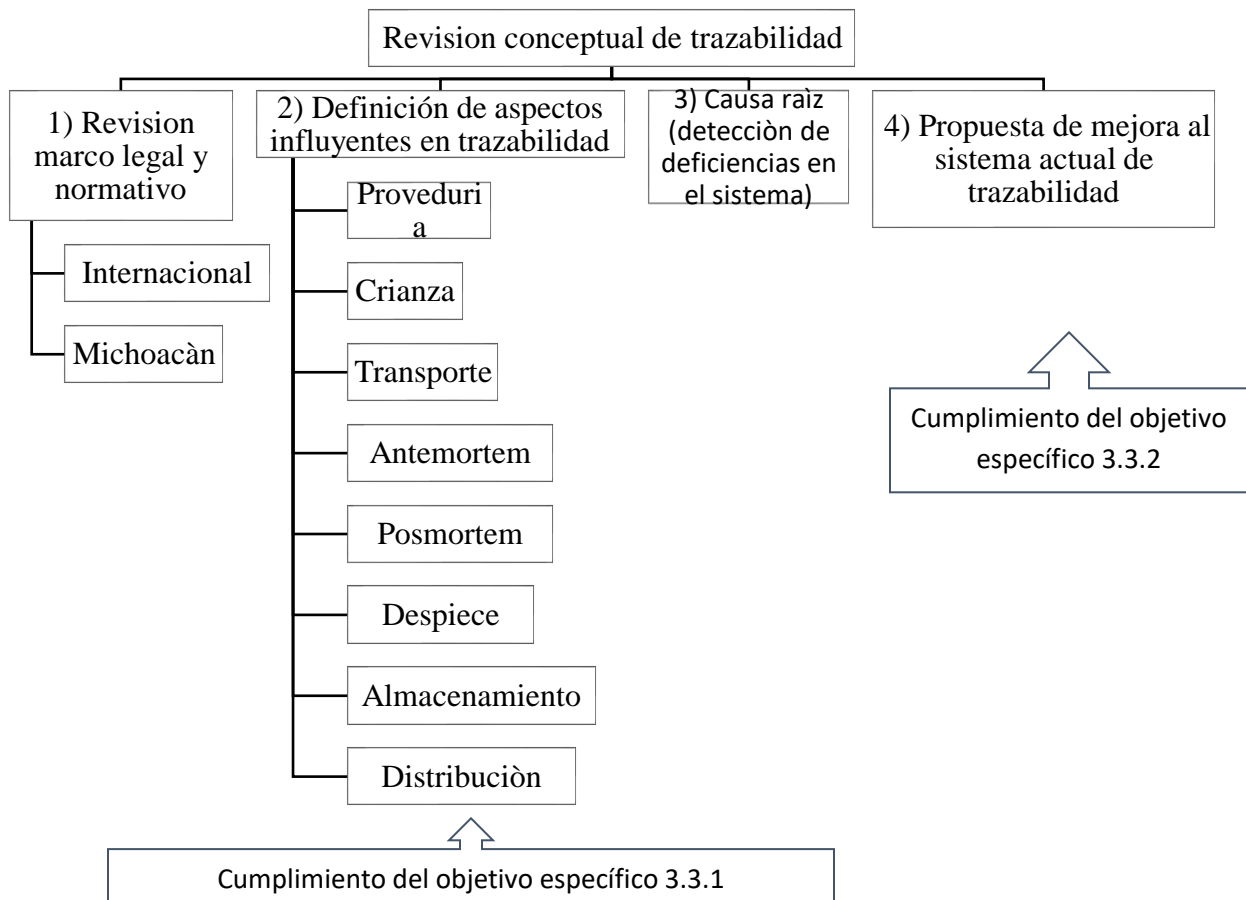 Revision conceptual de trazabilidad
1) Revision
marco legal y
normativo
Internacional
Michoacàn
2) Definición de aspectos
influyentes en trazabilidad
Proveduri
a
Crianza
Transporte
Antemortem
Posmortem
Despiece
Almacenamiento
Distribuciòn
3) Causa raìz
(detecciòn de
deficiencias en
el sistema)
4) Propuesta de mejora al
sistema actual de
trazabilidad
Cumplimiento del objetivo
específico 3.3.2
Cumplimiento del objetivo específico 3.3.1